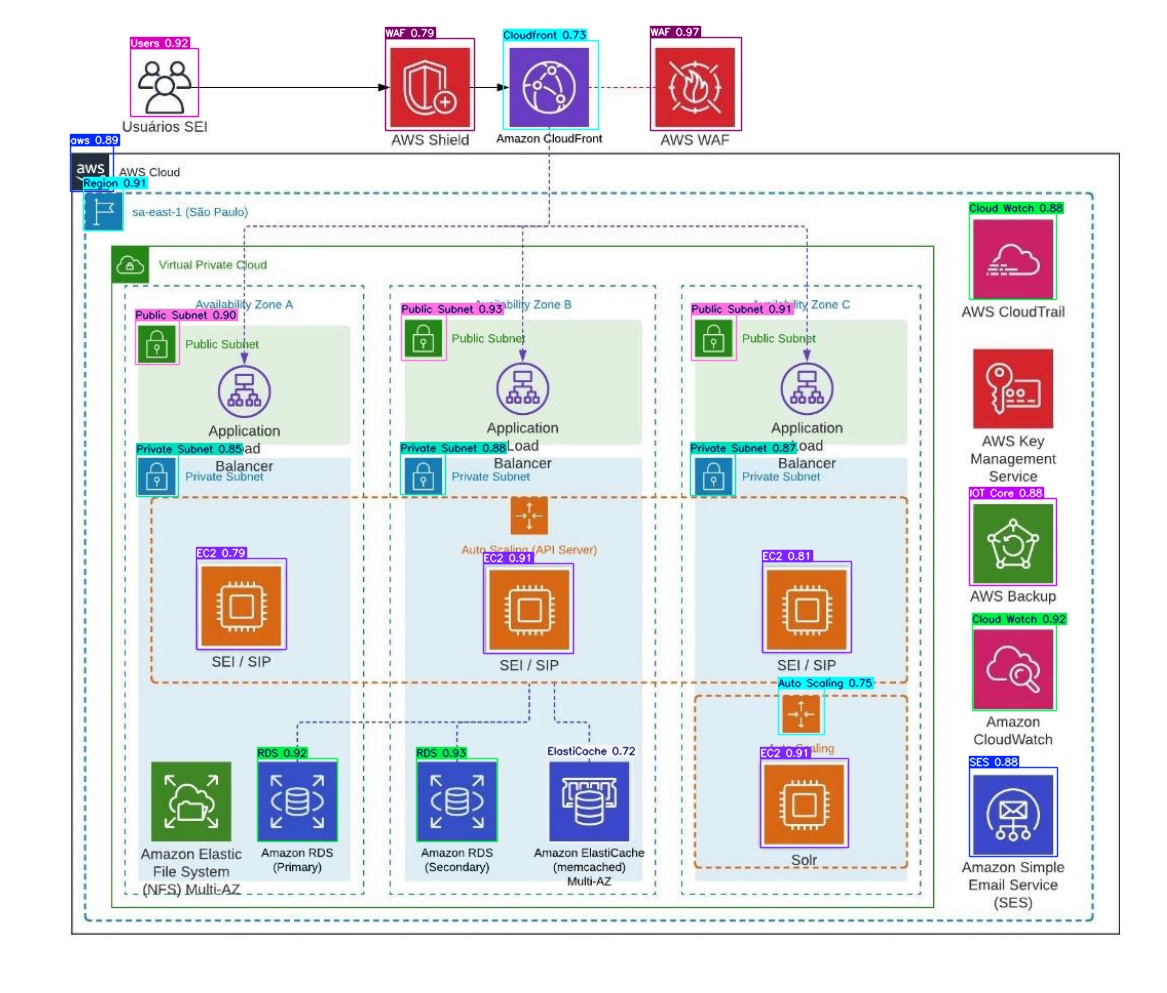 Users 0.92
WAF 0.79
Cloudfront 0.73
WAF 0.97
Usuários SEI
AWS Shield
Amazon CloudFront
AWS WAF
aws 0.89
aws
AWS Cloud
Region 0.91
sa-east-1 (São Paulo)
Cloud Watch 0.88
AWS CloudTrail
Virtual Private Cloud
Availability Zone A
Availability Zone B
Availability Zone C
Public Subnet 0.90
Public Subnet 0.93
Public Subnet 0.91
Public Subnet
Public Subnet
Public Subnet
Application
Load
Balancer
Application
Load
Balancer
Application
Load
Balancer
AWS Key
Management
Service
Private Subnet 0.85
Private Subnet 0.88
Private Subnet 0.87
Private Subnet
Private Subnet
Private Subnet
IOT Core 0.88
AWS Backup
Auto Scaling (API Server)
EC2 0.79
EC2 0.91
EC2 0.81
SEI / SIP
SEI / SIP
SEI / SIP
Cloud Watch 0.92
Amazon
CloudWatch
Auto Scaling 0.75
Auto Scaling
EC2 0.91
Solr
RDS 0.92
RDS 0.93
ElastiCache 0.72
Amazon Elastic
File System
(NFS) Multi-AZ
Amazon RDS
(Primary)
Amazon RDS
(Secondary)
Amazon ElastiCache
(memcached)
Multi-AZ
SES 0.88
Amazon Simple
Email Service
(SES)